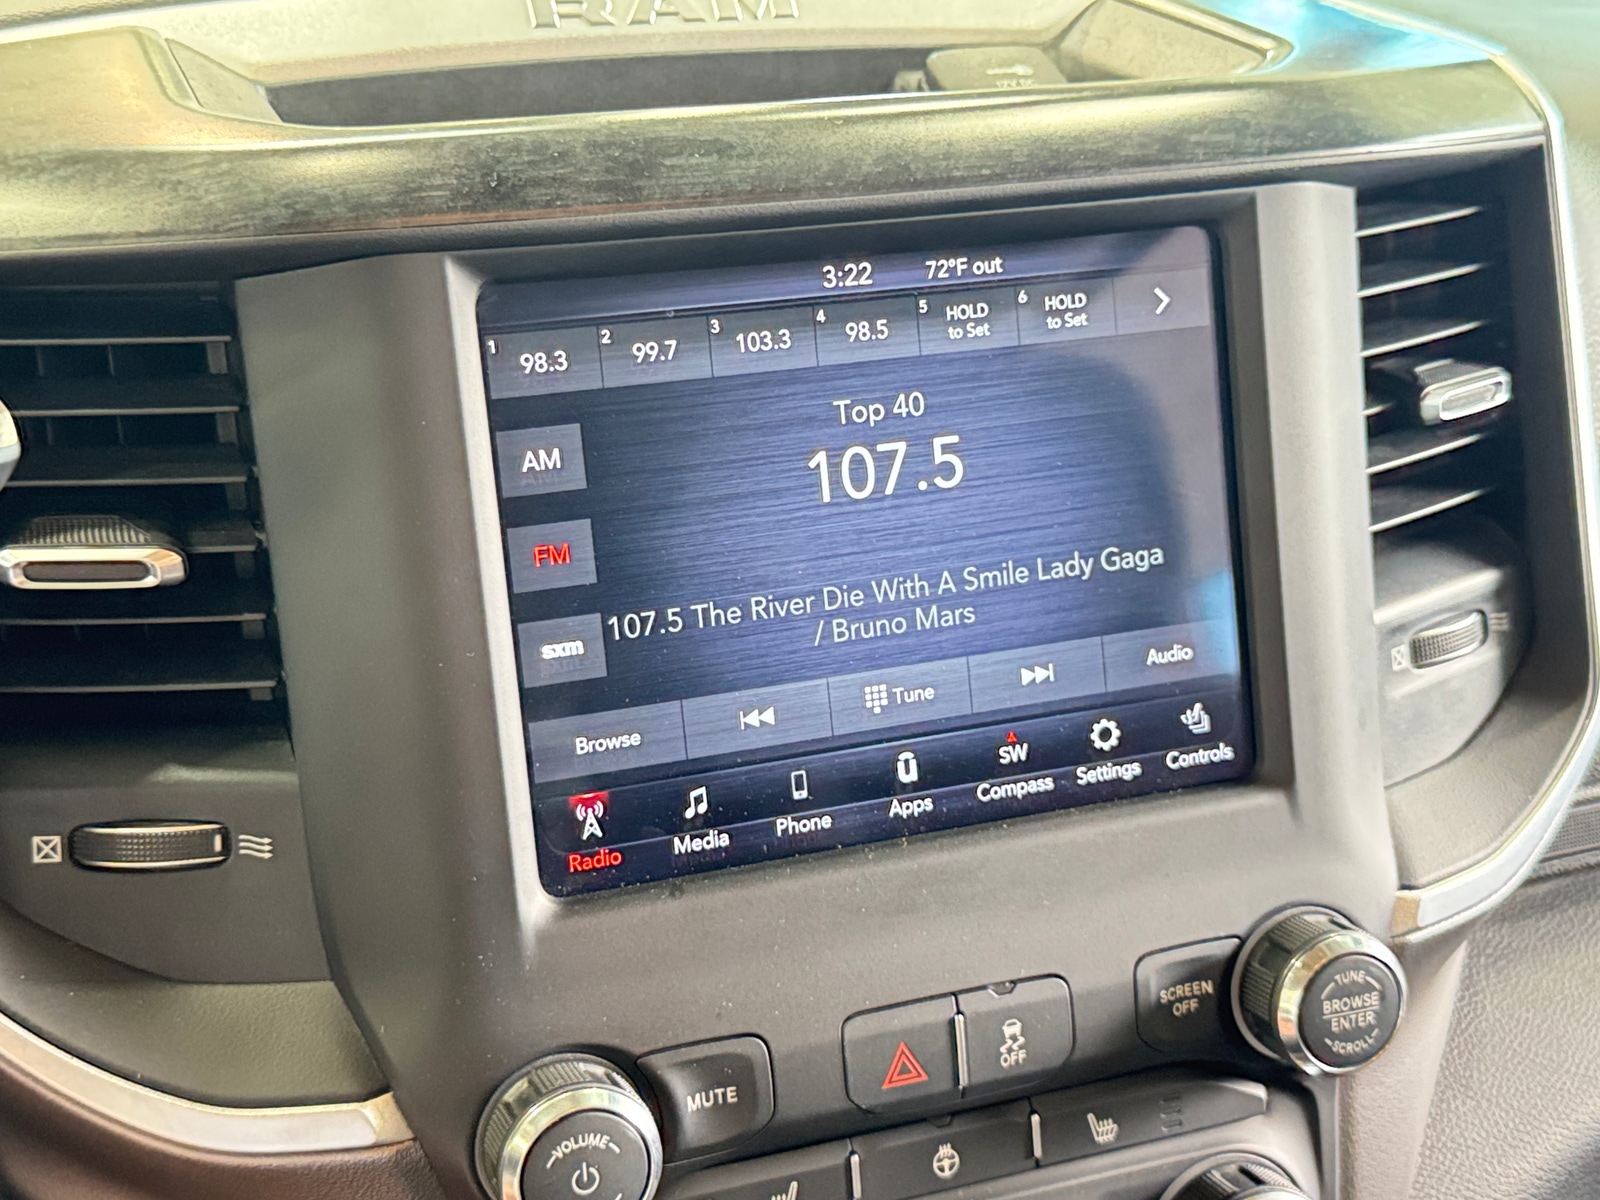 RAM
3:22 72°F out
1 98.3 2 99.7 3 103.3 4 98.5 5 HOLD to Set 6 HOLD to Set
Top 40
107.5
AM
FM
sxm
107.5 The River Die With A Smile Lady Gaga
/ Bruno Mars
Browse Tune Audio
Radio Media Phone Apps SW Compass Settings Controls
SCREEN
OFF
TUNE
BROWSE
ENTER
SCROLL
OFF
MUTE
VOLUME